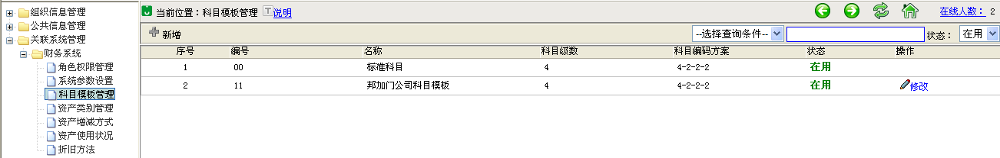 组织信息管理
公共信息管理
关联系统管理
财务系统
角色权限管理
系统参数设置
科目模板管理
资产类别管理
资产增减方式
资产使用状况
折旧方法
当前位置：科目模板管理 T说明
在线人数： 2
新增
--选择查询条件-- 状态： 在用
序号 编号 名称 科目级数 科目编码方案 状态 操作
1 00 标准科目 4 4-2-2-2 在用
2 11 邦加门公司科目模板 4 4-2-2-2 在用 修改